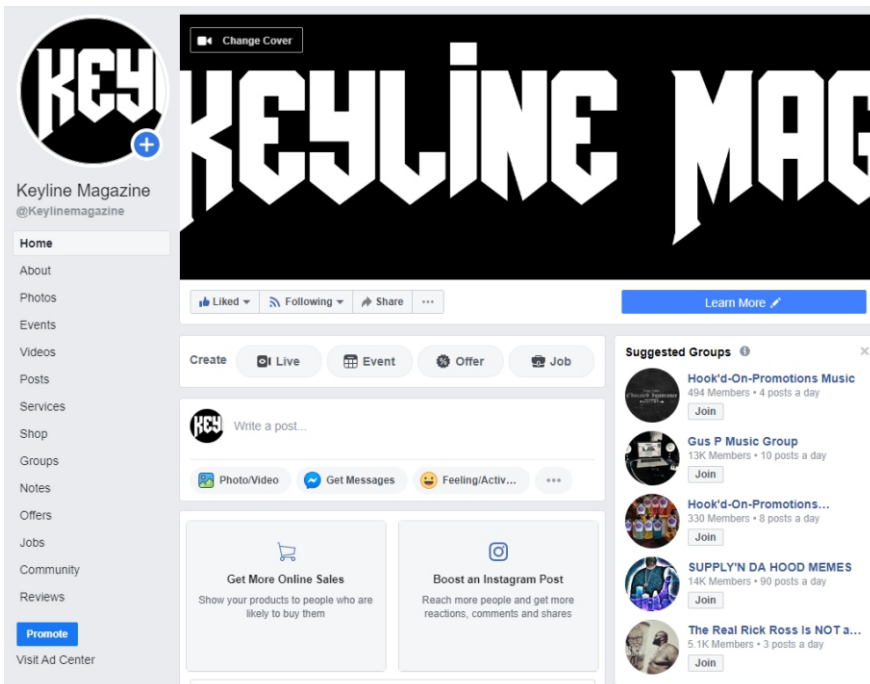 KEY
Change Cover
KEYLINE MAG
Keyline Magazine
@Keylinemagazine
Home
About
Photos
Events
Videos
Posts
Services
Shop
Groups
Notes
Offers
Jobs
Community
Reviews
Promote
Visit Ad Center
Liked
Following
Share
Learn More
Create
Live
Event
Offer
Job
KEY
Write a post...
Photo/Video
Get Messages
Feeling/Activ...
Get More Online Sales
Show your products to people who are
likely to buy them
Boost an Instagram Post
Reach more people and get more
reactions, comments and shares
Suggested Groups
Hook'd-On-Promotions Music
494 Members • 4 posts a day
Join
Gus P Music Group
13K Members • 10 posts a day
Join
Hook'd-On-Promotions...
330 Members • 8 posts a day
Join
SUPPLY'N DA HOOD MEMES
14K Members • 90 posts a day
Join
The Real Rick Ross Is NOT a...
5.1K Members • 3 posts a day
Join